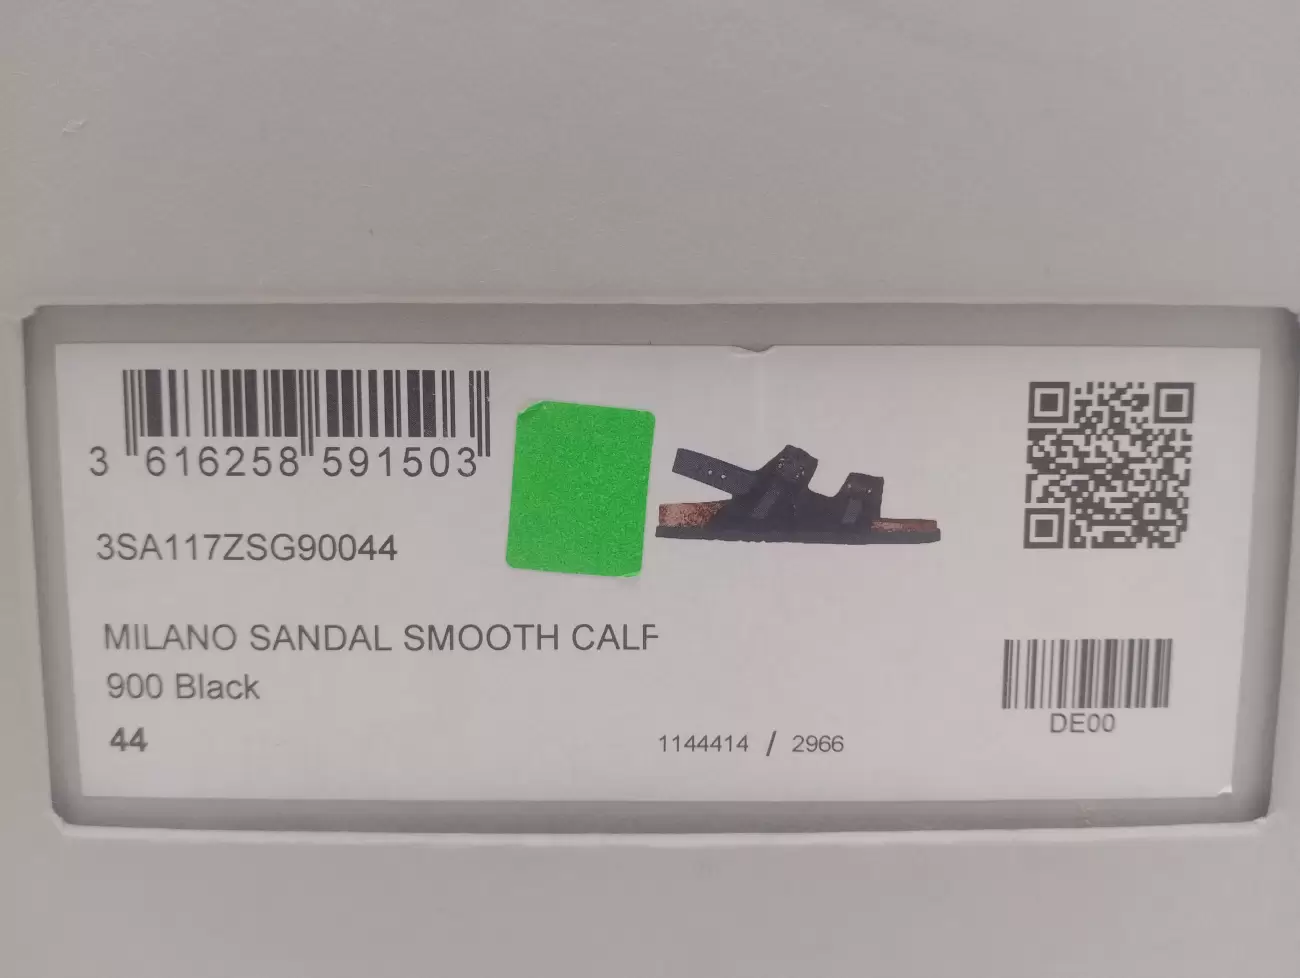 3 616258 591503
3SA117ZSG90044
MILANO SANDAL SMOOTH CALF
900 Black
44
1144414 / 2966
DE00